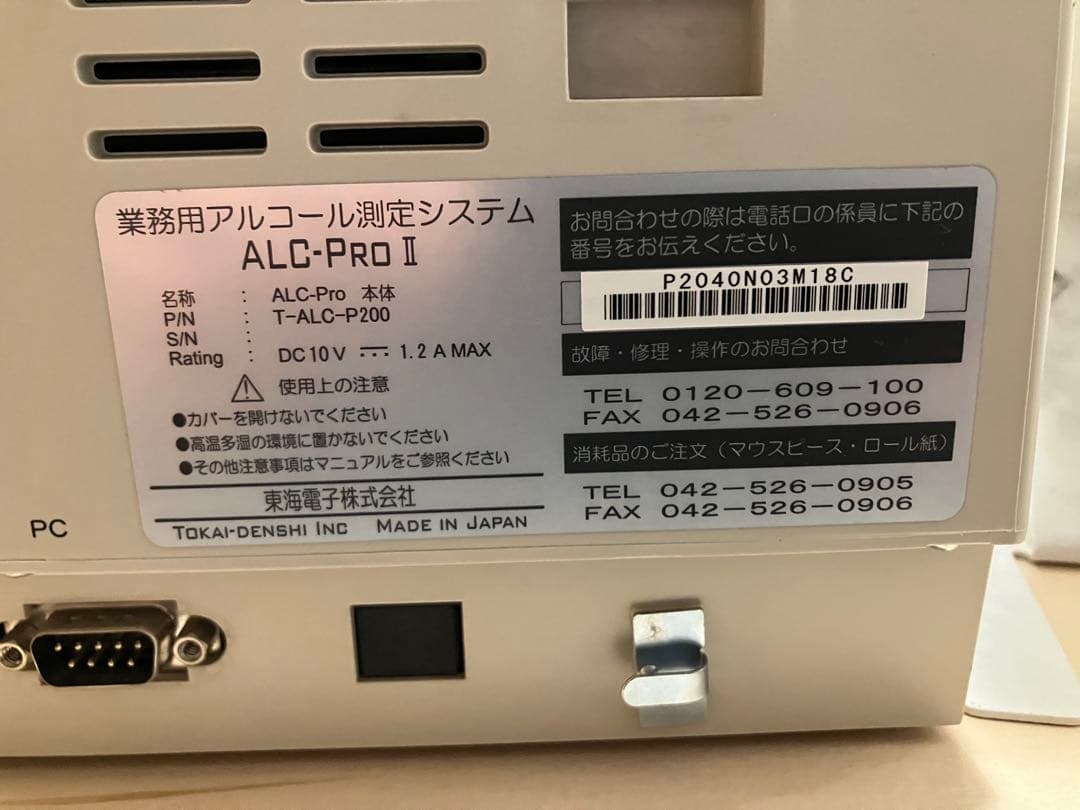 業務用アルコール測定システム
ALC-PRO II
名称 : ALC-Pro 本体
P/N : T-ALC-P200
S/N :
Rating : DC10V ⎓ 1.2 A MAX
使用上の注意
●カバーを開けないでください
●高温多湿の環境に置かないでください
●その他注意事項はマニュアルをご参照ください
東海電子株式会社
TOKAI-DENSHI INC MADE IN JAPAN
お問合わせの際は電話口の係員に下記の
番号をお伝えください。
P2040N03M18C
故障・修理・操作のお問合わせ
TEL 0120-609-100
FAX 042-526-0906
消耗品のご注文（マウスピース・ロール紙）
TEL 042-526-0905
FAX 042-526-0906
PC